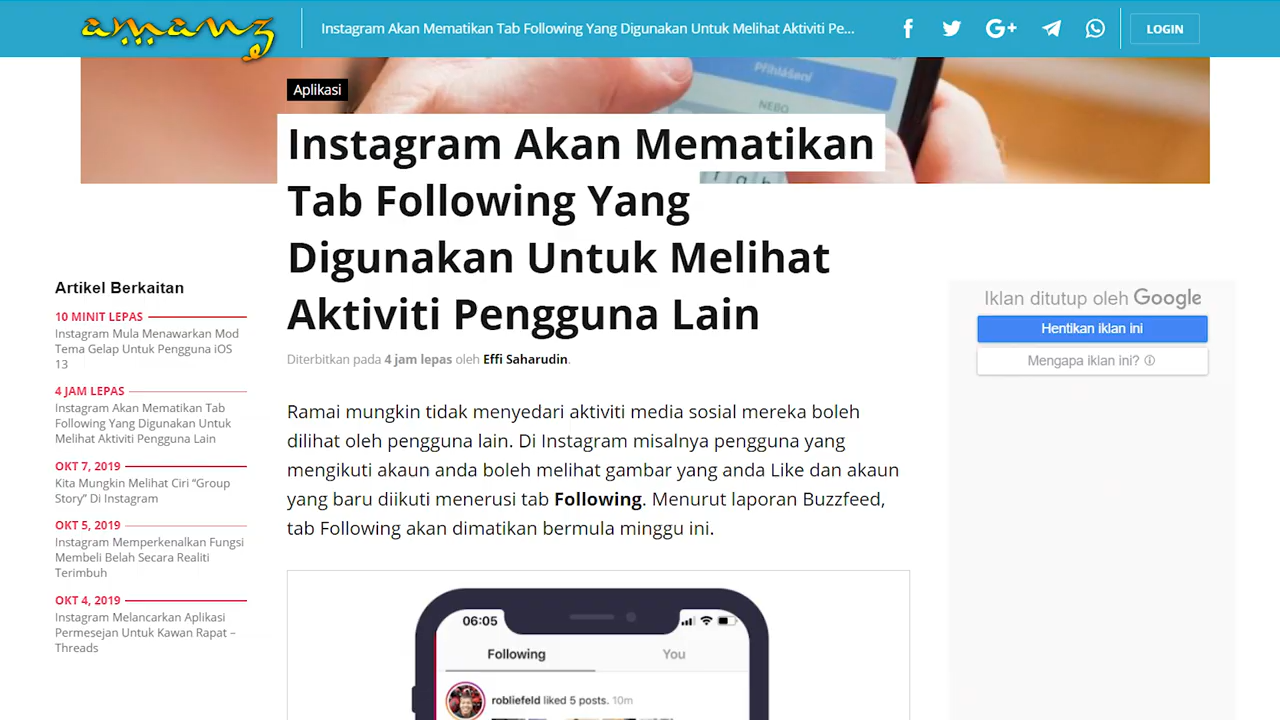 amanz
Instagram Akan Mematikan Tab Following Yang Digunakan Untuk Melihat Aktiviti Pe...
LOGIN
Přihlášení
NEBO
Aplikasi
Instagram Akan Mematikan
Tab Following Yang
Digunakan Untuk Melihat
Aktiviti Pengguna Lain
Diterbitkan pada 4 jam lepas oleh Effi Saharudin.
Artikel Berkaitan
10 MINIT LEPAS
Instagram Mula Menawarkan Mod
Tema Gelap Untuk Pengguna iOS
13
4 JAM LEPAS
Instagram Akan Mematikan Tab
Following Yang Digunakan Untuk
Melihat Aktiviti Pengguna Lain
OKT 7, 2019
Kita Mungkin Melihat Ciri “Group
Story” Di Instagram
OKT 5, 2019
Instagram Memperkenalkan Fungsi
Membeli Belah Secara Realiti
Terimbuh
OKT 4, 2019
Instagram Melancarkan Aplikasi
Permesejan Untuk Kawan Rapat –
Threads
Ramai mungkin tidak menyedari aktiviti media sosial mereka boleh
dilihat oleh pengguna lain. Di Instagram misalnya pengguna yang
mengikuti akaun anda boleh melihat gambar yang anda Like dan akaun
yang baru diikuti menerusi tab Following. Menurut laporan Buzzfeed,
tab Following akan dimatikan bermula minggu ini.
06:05
Following You
robliefeld liked 5 posts. 10m
Iklan ditutup oleh Google
Hentikan iklan ini
Mengapa iklan ini?